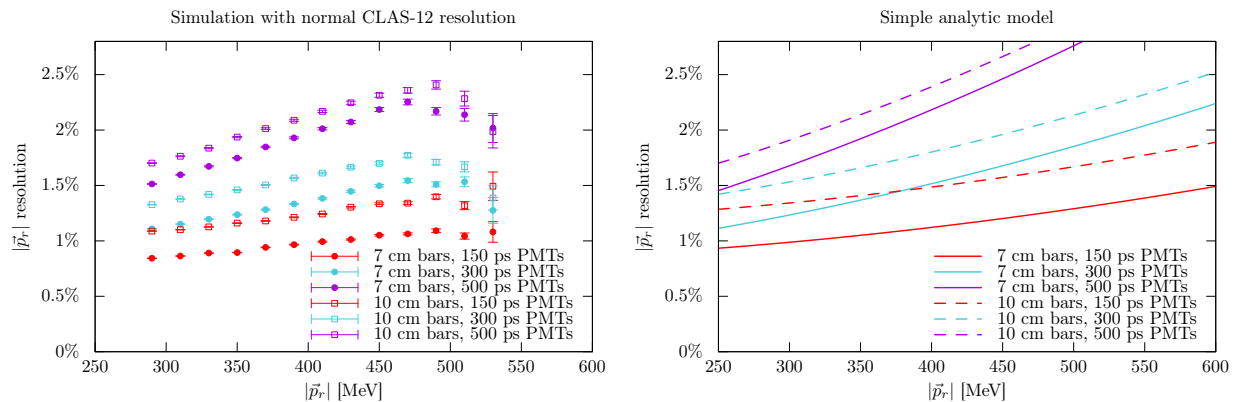 Simulation with normal CLAS-12 resolution
|p⃗_r| resolution
2.5%
2%
1.5%
1%
0.5%
0%
7 cm bars, 150 ps PMTs
7 cm bars, 300 ps PMTs
7 cm bars, 500 ps PMTs
10 cm bars, 150 ps PMTs
10 cm bars, 300 ps PMTs
10 cm bars, 500 ps PMTs
250 300 350 400 450 500 550 600
|p⃗_r| [MeV]
Simple analytic model
|p⃗_r| resolution
2.5%
2%
1.5%
1%
0.5%
0%
7 cm bars, 150 ps PMTs
7 cm bars, 300 ps PMTs
7 cm bars, 500 ps PMTs
10 cm bars, 150 ps PMTs
10 cm bars, 300 ps PMTs
10 cm bars, 500 ps PMTs
250 300 350 400 450 500 550 600
|p⃗_r| [MeV]